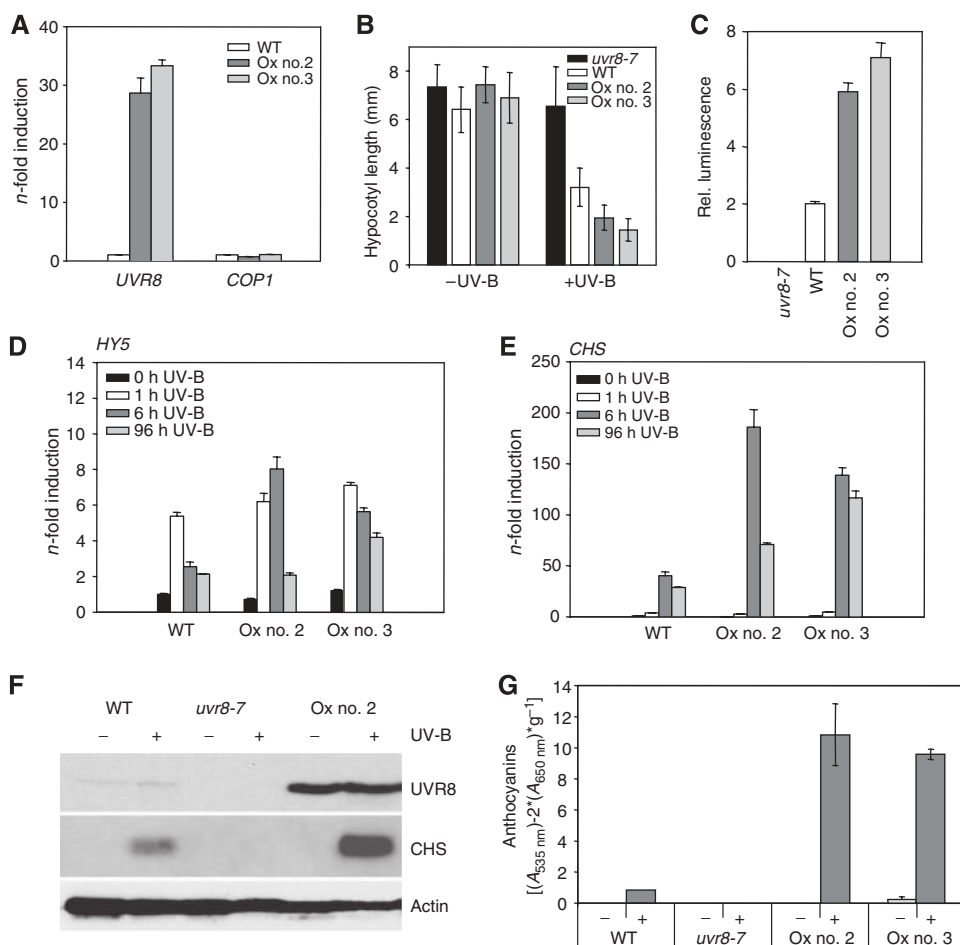 A
n-fold induction
40
30
20
10
0
WT
Ox no.2
Ox no.3
UVR8
COP1
B
Hypocotyl length (mm)
8
6
4
2
0
uvr8-7
WT
Ox no. 2
Ox no. 3
–UV-B
+UV-B
C
Rel. luminescence
8
6
4
2
0
uvr8-7
WT
Ox no. 2
Ox no. 3
D
HY5
n-fold induction
14
12
10
8
6
4
2
0
0 h UV-B
1 h UV-B
6 h UV-B
96 h UV-B
WT
Ox no. 2
Ox no. 3
E
CHS
n-fold induction
250
200
150
100
50
0
0 h UV-B
1 h UV-B
6 h UV-B
96 h UV-B
WT
Ox no. 2
Ox no. 3
F
WT
uvr8-7
Ox no. 2
– + – + – + UV-B
UVR8
CHS
Actin
G
Anthocyanins
[(A535 nm)-2*(A650 nm)*g–1]
14
12
10
8
6
4
2
0
– + – + – + – +
WT
uvr8-7
Ox no. 2
Ox no. 3